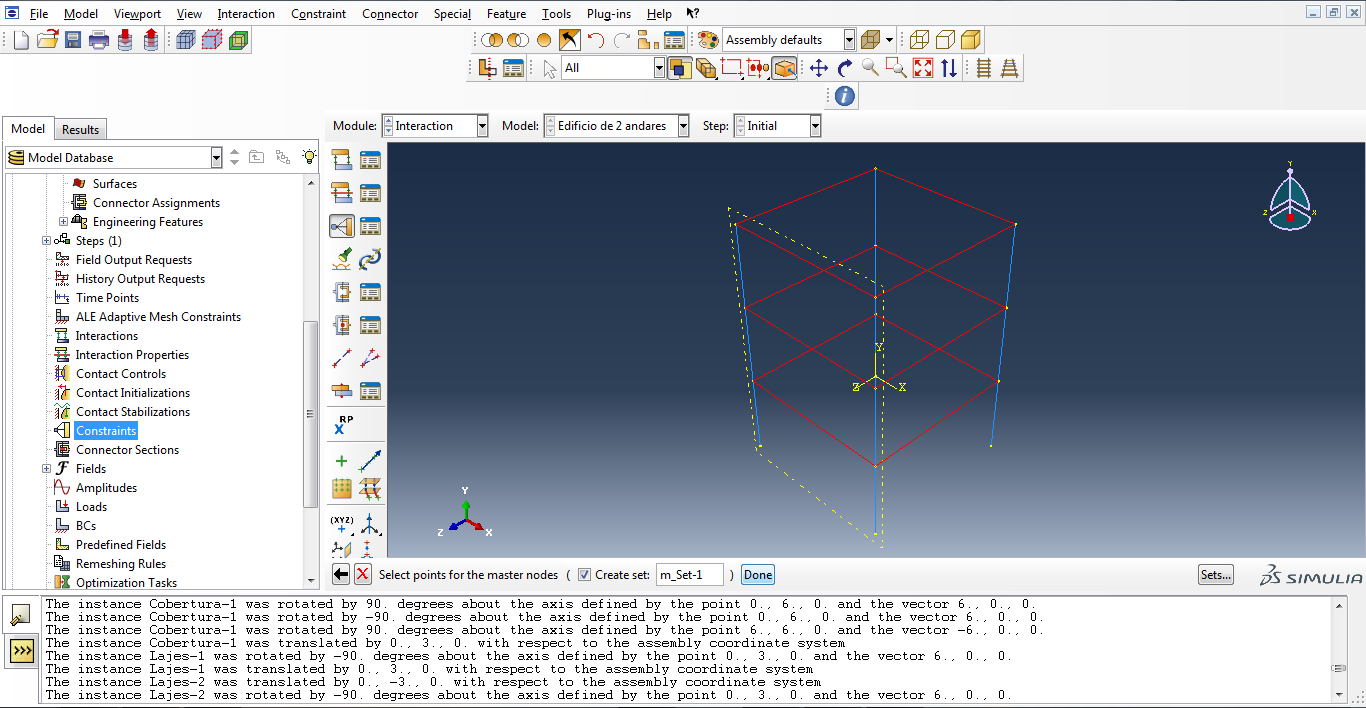 File Model Viewport View Interaction Constraint Connector Special Feature Tools Plug-ins Help
Assembly defaults
All
Model Results
Module: Interaction Model: Edificio de 2 andares Step: Initial
Model Database
Surfaces
Connector Assignments
Engineering Features
Steps (1)
Field Output Requests
History Output Requests
Time Points
ALE Adaptive Mesh Constraints
Interactions
Interaction Properties
Contact Controls
Contact Initializations
Contact Stabilizations
Constraints
Connector Sections
Fields
Amplitudes
Loads
BCs
Predefined Fields
Remeshing Rules
Optimization Tasks
RP
(XYZ)
Y
Z X
Y
Z X
Y
Z X
Select points for the master nodes ( Create set: m_Set-1 ) Done
Sets...
SIMULIA
The instance Cobertura-1 was rotated by 90. degrees about the axis defined by the point 0., 6., 0. and the vector 6., 0., 0.
The instance Cobertura-1 was rotated by -90. degrees about the axis defined by the point 0., 6., 0. and the vector 6., 0., 0.
The instance Cobertura-1 was rotated by 90. degrees about the axis defined by the point 6., 6., 0. and the vector -6., 0., 0.
The instance Cobertura-1 was translated by 0., 3., 0. with respect to the assembly coordinate system
The instance Lajes-1 was rotated by -90. degrees about the axis defined by the point 0., 3., 0. and the vector 6., 0., 0.
The instance Lajes-1 was translated by 0., 3., 0. with respect to the assembly coordinate system
The instance Lajes-2 was translated by 0., -3., 0. with respect to the assembly coordinate system
The instance Lajes-2 was rotated by -90. degrees about the axis defined by the point 0., 3., 0. and the vector 6., 0., 0.